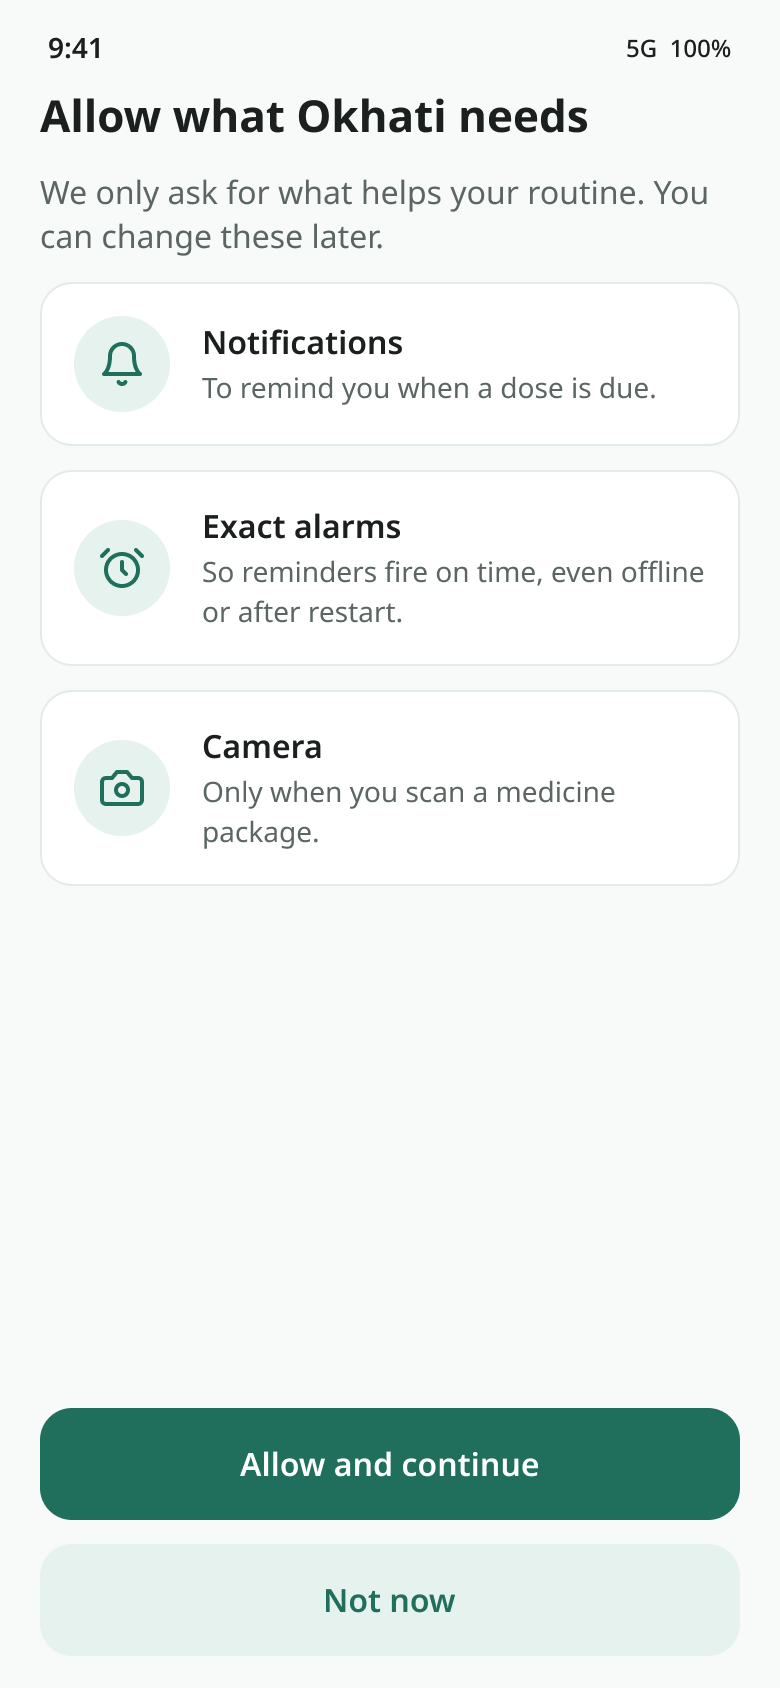 9:41
5G 100%
Allow what Okhati needs
We only ask for what helps your routine. You
can change these later.
Notifications
To remind you when a dose is due.
Exact alarms
So reminders fire on time, even offline
or after restart.
Camera
Only when you scan a medicine
package.
Allow and continue
Not now